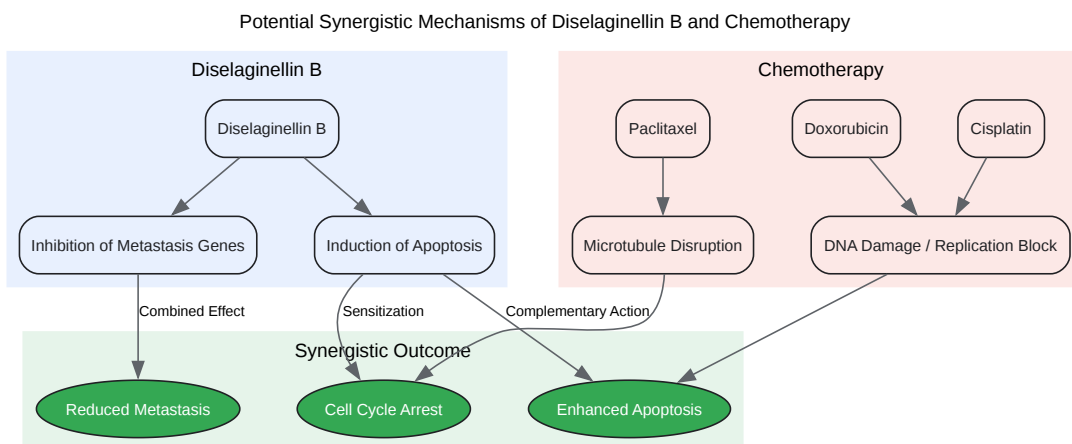 Potential Synergistic Mechanisms of Diselaginellin B and Chemotherapy
Diselaginellin B
Chemotherapy
Diselaginellin B
Paclitaxel
Doxorubicin
Cisplatin
Inhibition of Metastasis Genes
Induction of Apoptosis
Microtubule Disruption
DNA Damage / Replication Block
Combined Effect
Sensitization
Complementary Action
Synergistic Outcome
Reduced Metastasis
Cell Cycle Arrest
Enhanced Apoptosis